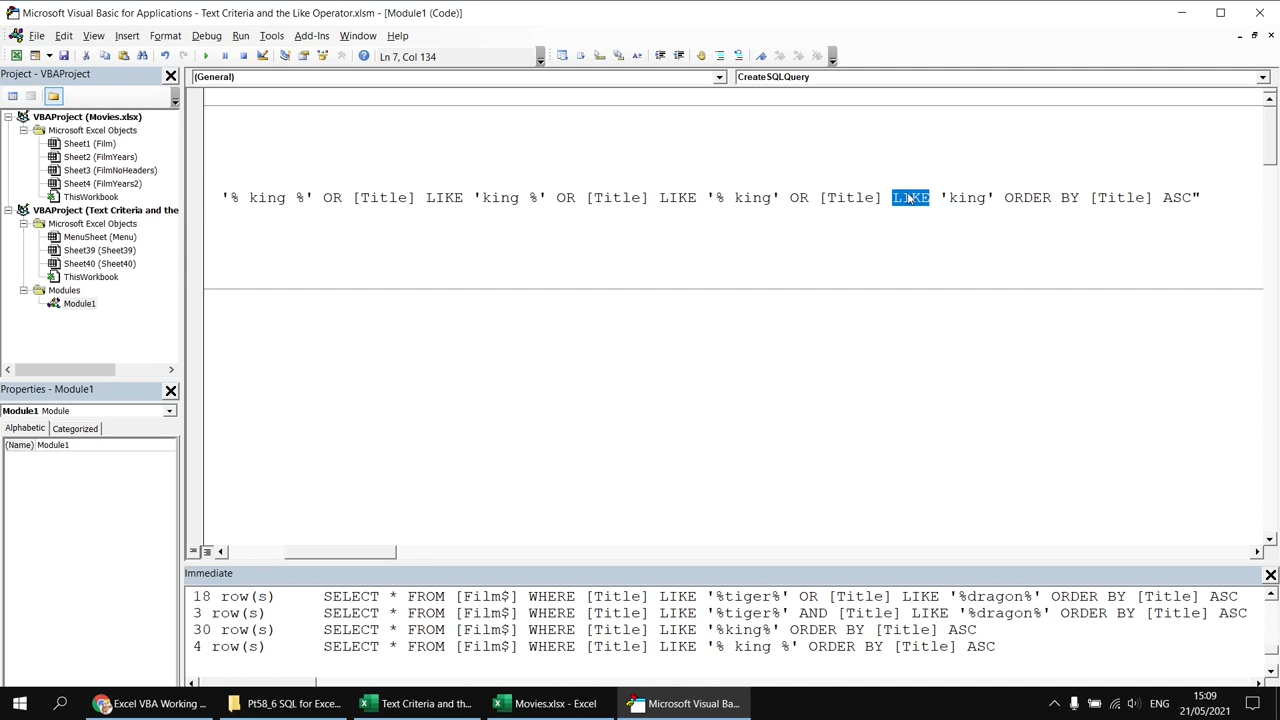 Microsoft Visual Basic for Applications - Text Criteria and the Like Operator.xlsm - [Module1 (Code)]
File Edit View Insert Format Debug Run Tools Add-Ins Window Help
Ln 7, Col 134
Project - VBAProject
(General)
CreateSQLQuery
VBAProject (Movies.xlsx)
Microsoft Excel Objects
Sheet1 (Film)
Sheet2 (FilmYears)
Sheet3 (FilmNoHeaders)
Sheet4 (FilmYears2)
ThisWorkbook
VBAProject (Text Criteria and the
Microsoft Excel Objects
MenuSheet (Menu)
Sheet39 (Sheet39)
Sheet40 (Sheet40)
ThisWorkbook
Modules
Module1
'% king %' OR [Title] LIKE 'king %' OR [Title] LIKE '% king' OR [Title] LIKE 'king' ORDER BY [Title] ASC"
Properties - Module1
Module1 Module
Alphabetic Categorized
(Name) Module1
Immediate
18 row(s) SELECT * FROM [Film$] WHERE [Title] LIKE '%tiger%' OR [Title] LIKE '%dragon%' ORDER BY [Title] ASC
3 row(s) SELECT * FROM [Film$] WHERE [Title] LIKE '%tiger%' AND [Title] LIKE '%dragon%' ORDER BY [Title] ASC
30 row(s) SELECT * FROM [Film$] WHERE [Title] LIKE '%king%' ORDER BY [Title] ASC
4 row(s) SELECT * FROM [Film$] WHERE [Title] LIKE '% king %' ORDER BY [Title] ASC
Excel VBA Working ...
Pt58_6 SQL for Exce...
Text Criteria and th...
Movies.xlsx - Excel
Microsoft Visual Ba...
ENG
15:09
21/05/2021